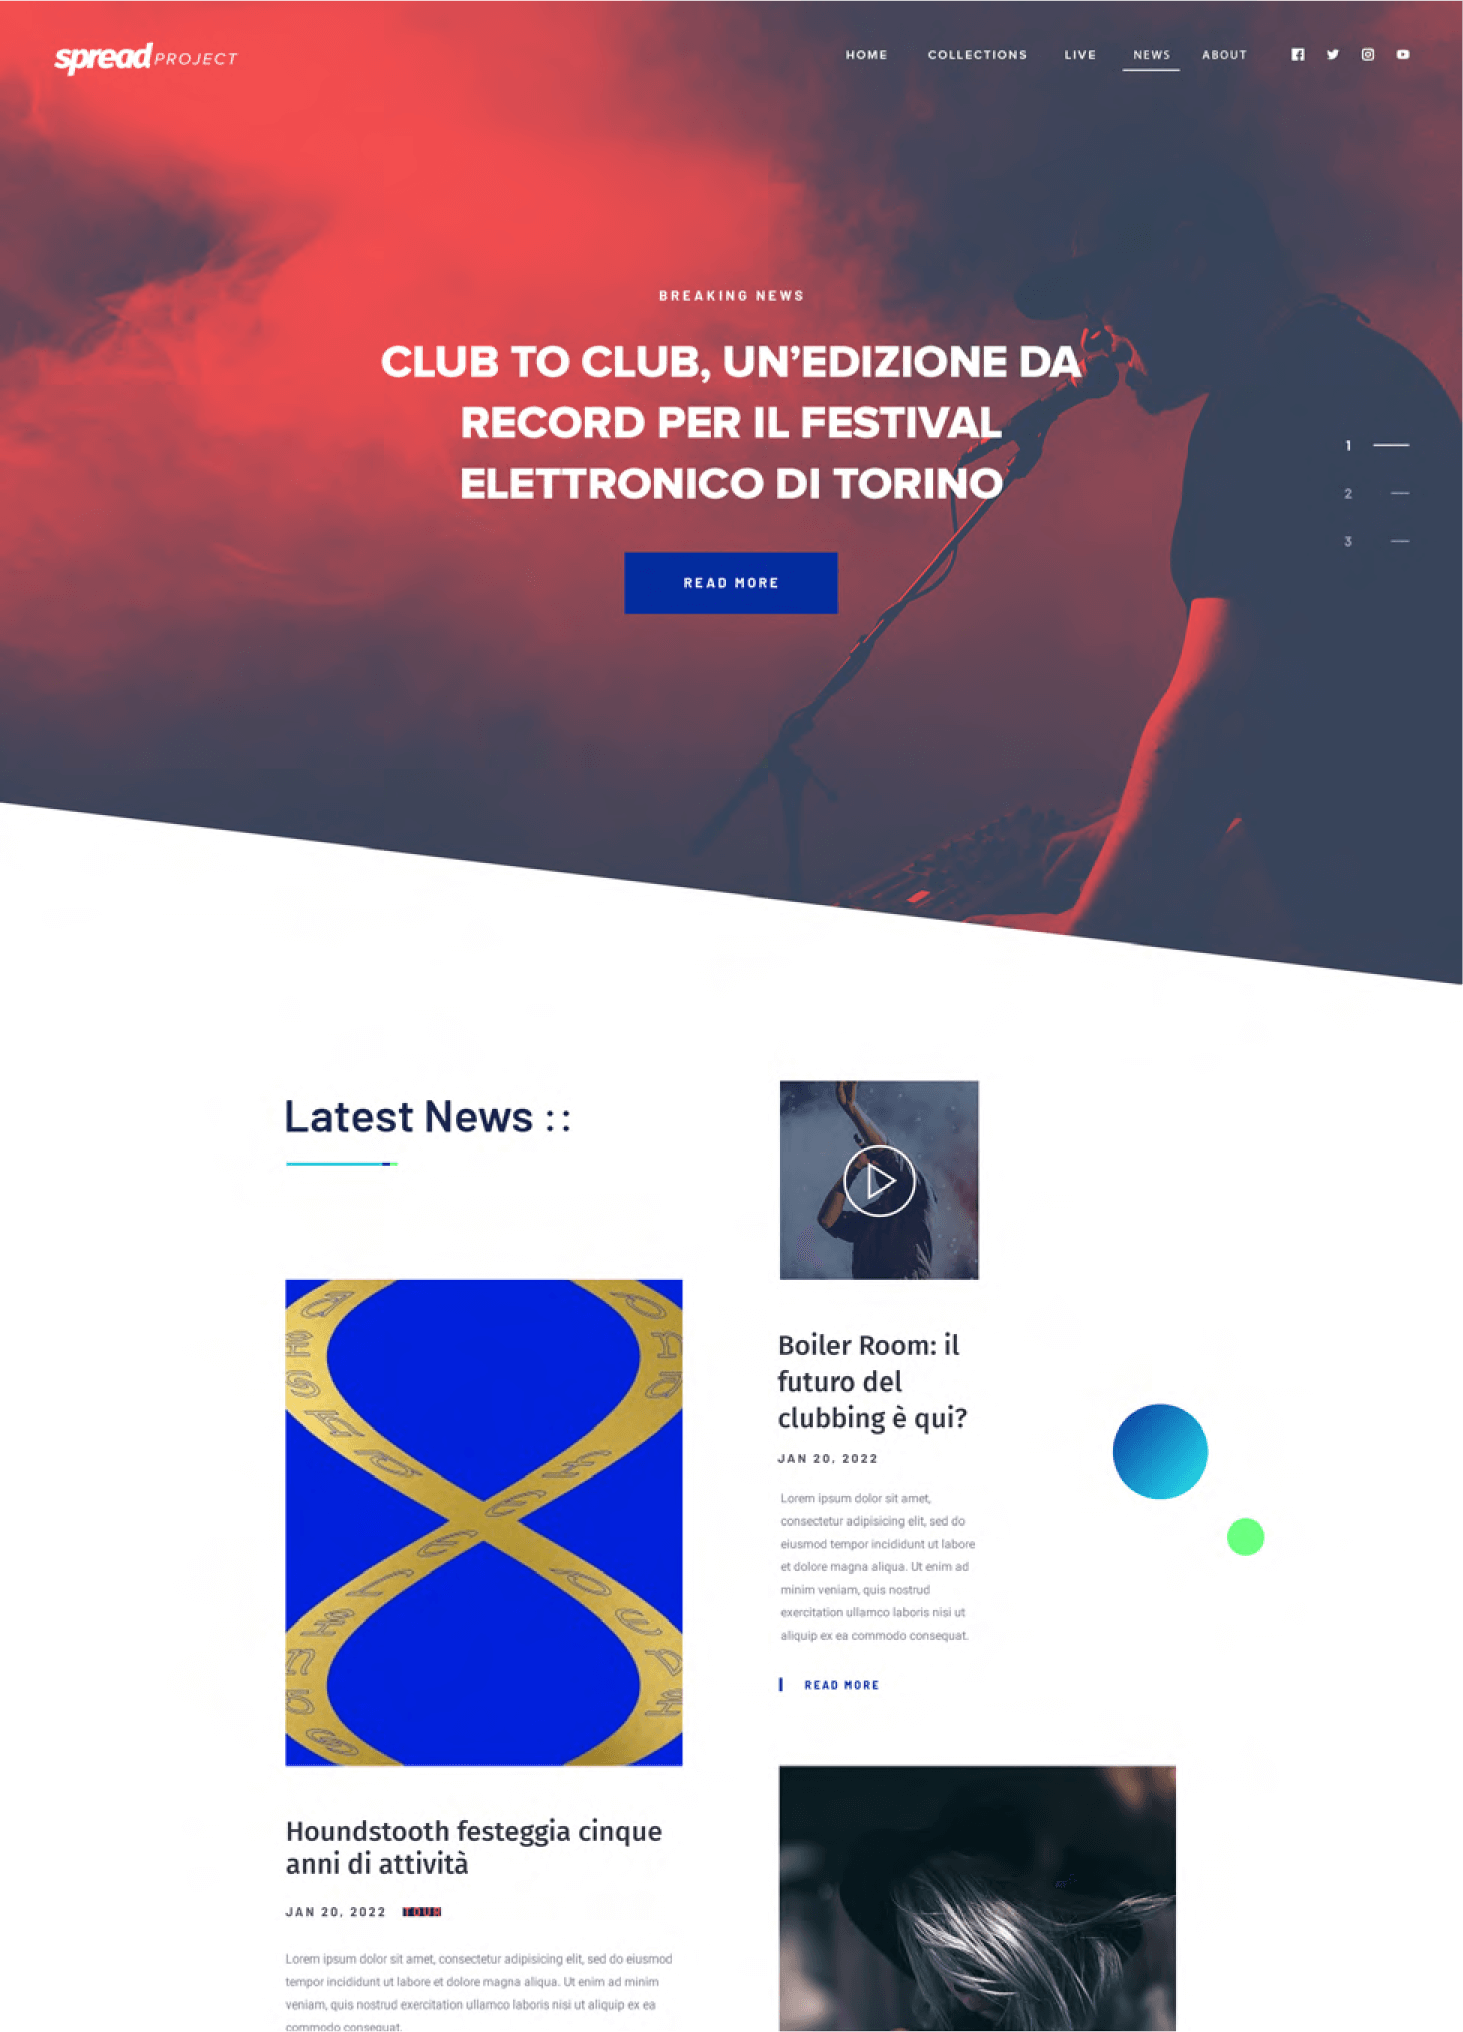 spread PROJECT
HOME COLLECTIONS LIVE NEWS ABOUT
BREAKING NEWS
CLUB TO CLUB, UN’EDIZIONE DA
RECORD PER IL FESTIVAL
ELETTRONICO DI TORINO
READ MORE
1
2
3
Latest News ::
Houndstooth festeggia cinque
anni di attività
JAN 20, 2022 TOUR
Lorem ipsum dolor sit amet, consectetur adipisicing elit, sed do eiusmod
tempor incididunt ut labore et dolore magna aliqua. Ut enim ad minim
veniam, quis nostrud exercitation ullamco laboris nisi ut aliquip ex ea
commodo consequat.
Boiler Room: il
futuro del
clubbing è qui?
JAN 20, 2022
Lorem ipsum dolor sit amet,
consectetur adipisicing elit, sed do
eiusmod tempor incididunt ut labore
et dolore magna aliqua. Ut enim ad
minim veniam, quis nostrud
exercitation ullamco laboris nisi ut
aliquip ex ea commodo consequat.
READ MORE